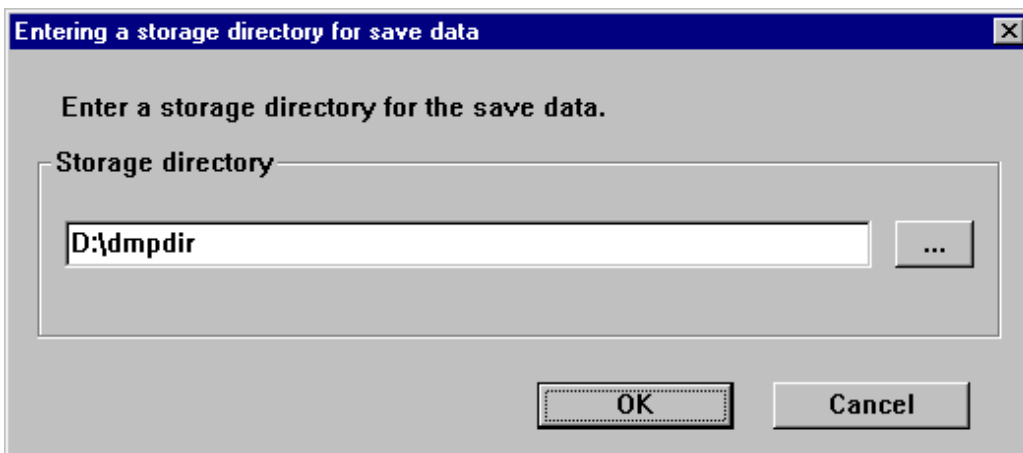 Entering a storage directory for save data
Enter a storage directory for the save data.
Storage directory
D:\dmpdir
...
OK
Cancel